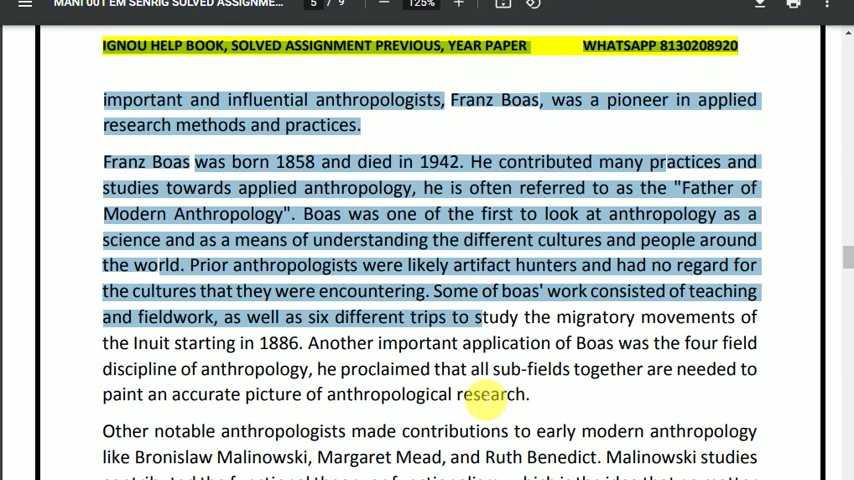 MANI 001 EM SENRIG SOLVED ASSIGNME...
5 / 9
125%
IGNOU HELP BOOK, SOLVED ASSIGNMENT PREVIOUS, YEAR PAPER WHATSAPP 8130208920
important and influential anthropologists, Franz Boas, was a pioneer in applied
research methods and practices.
Franz Boas was born 1858 and died in 1942. He contributed many practices and
studies towards applied anthropology, he is often referred to as the "Father of
Modern Anthropology". Boas was one of the first to look at anthropology as a
science and as a means of understanding the different cultures and people around
the world. Prior anthropologists were likely artifact hunters and had no regard for
the cultures that they were encountering. Some of boas' work consisted of teaching
and fieldwork, as well as six different trips to study the migratory movements of
the Inuit starting in 1886. Another important application of Boas was the four field
discipline of anthropology, he proclaimed that all sub-fields together are needed to
paint an accurate picture of anthropological research.
Other notable anthropologists made contributions to early modern anthropology
like Bronislaw Malinowski, Margaret Mead, and Ruth Benedict. Malinowski studies